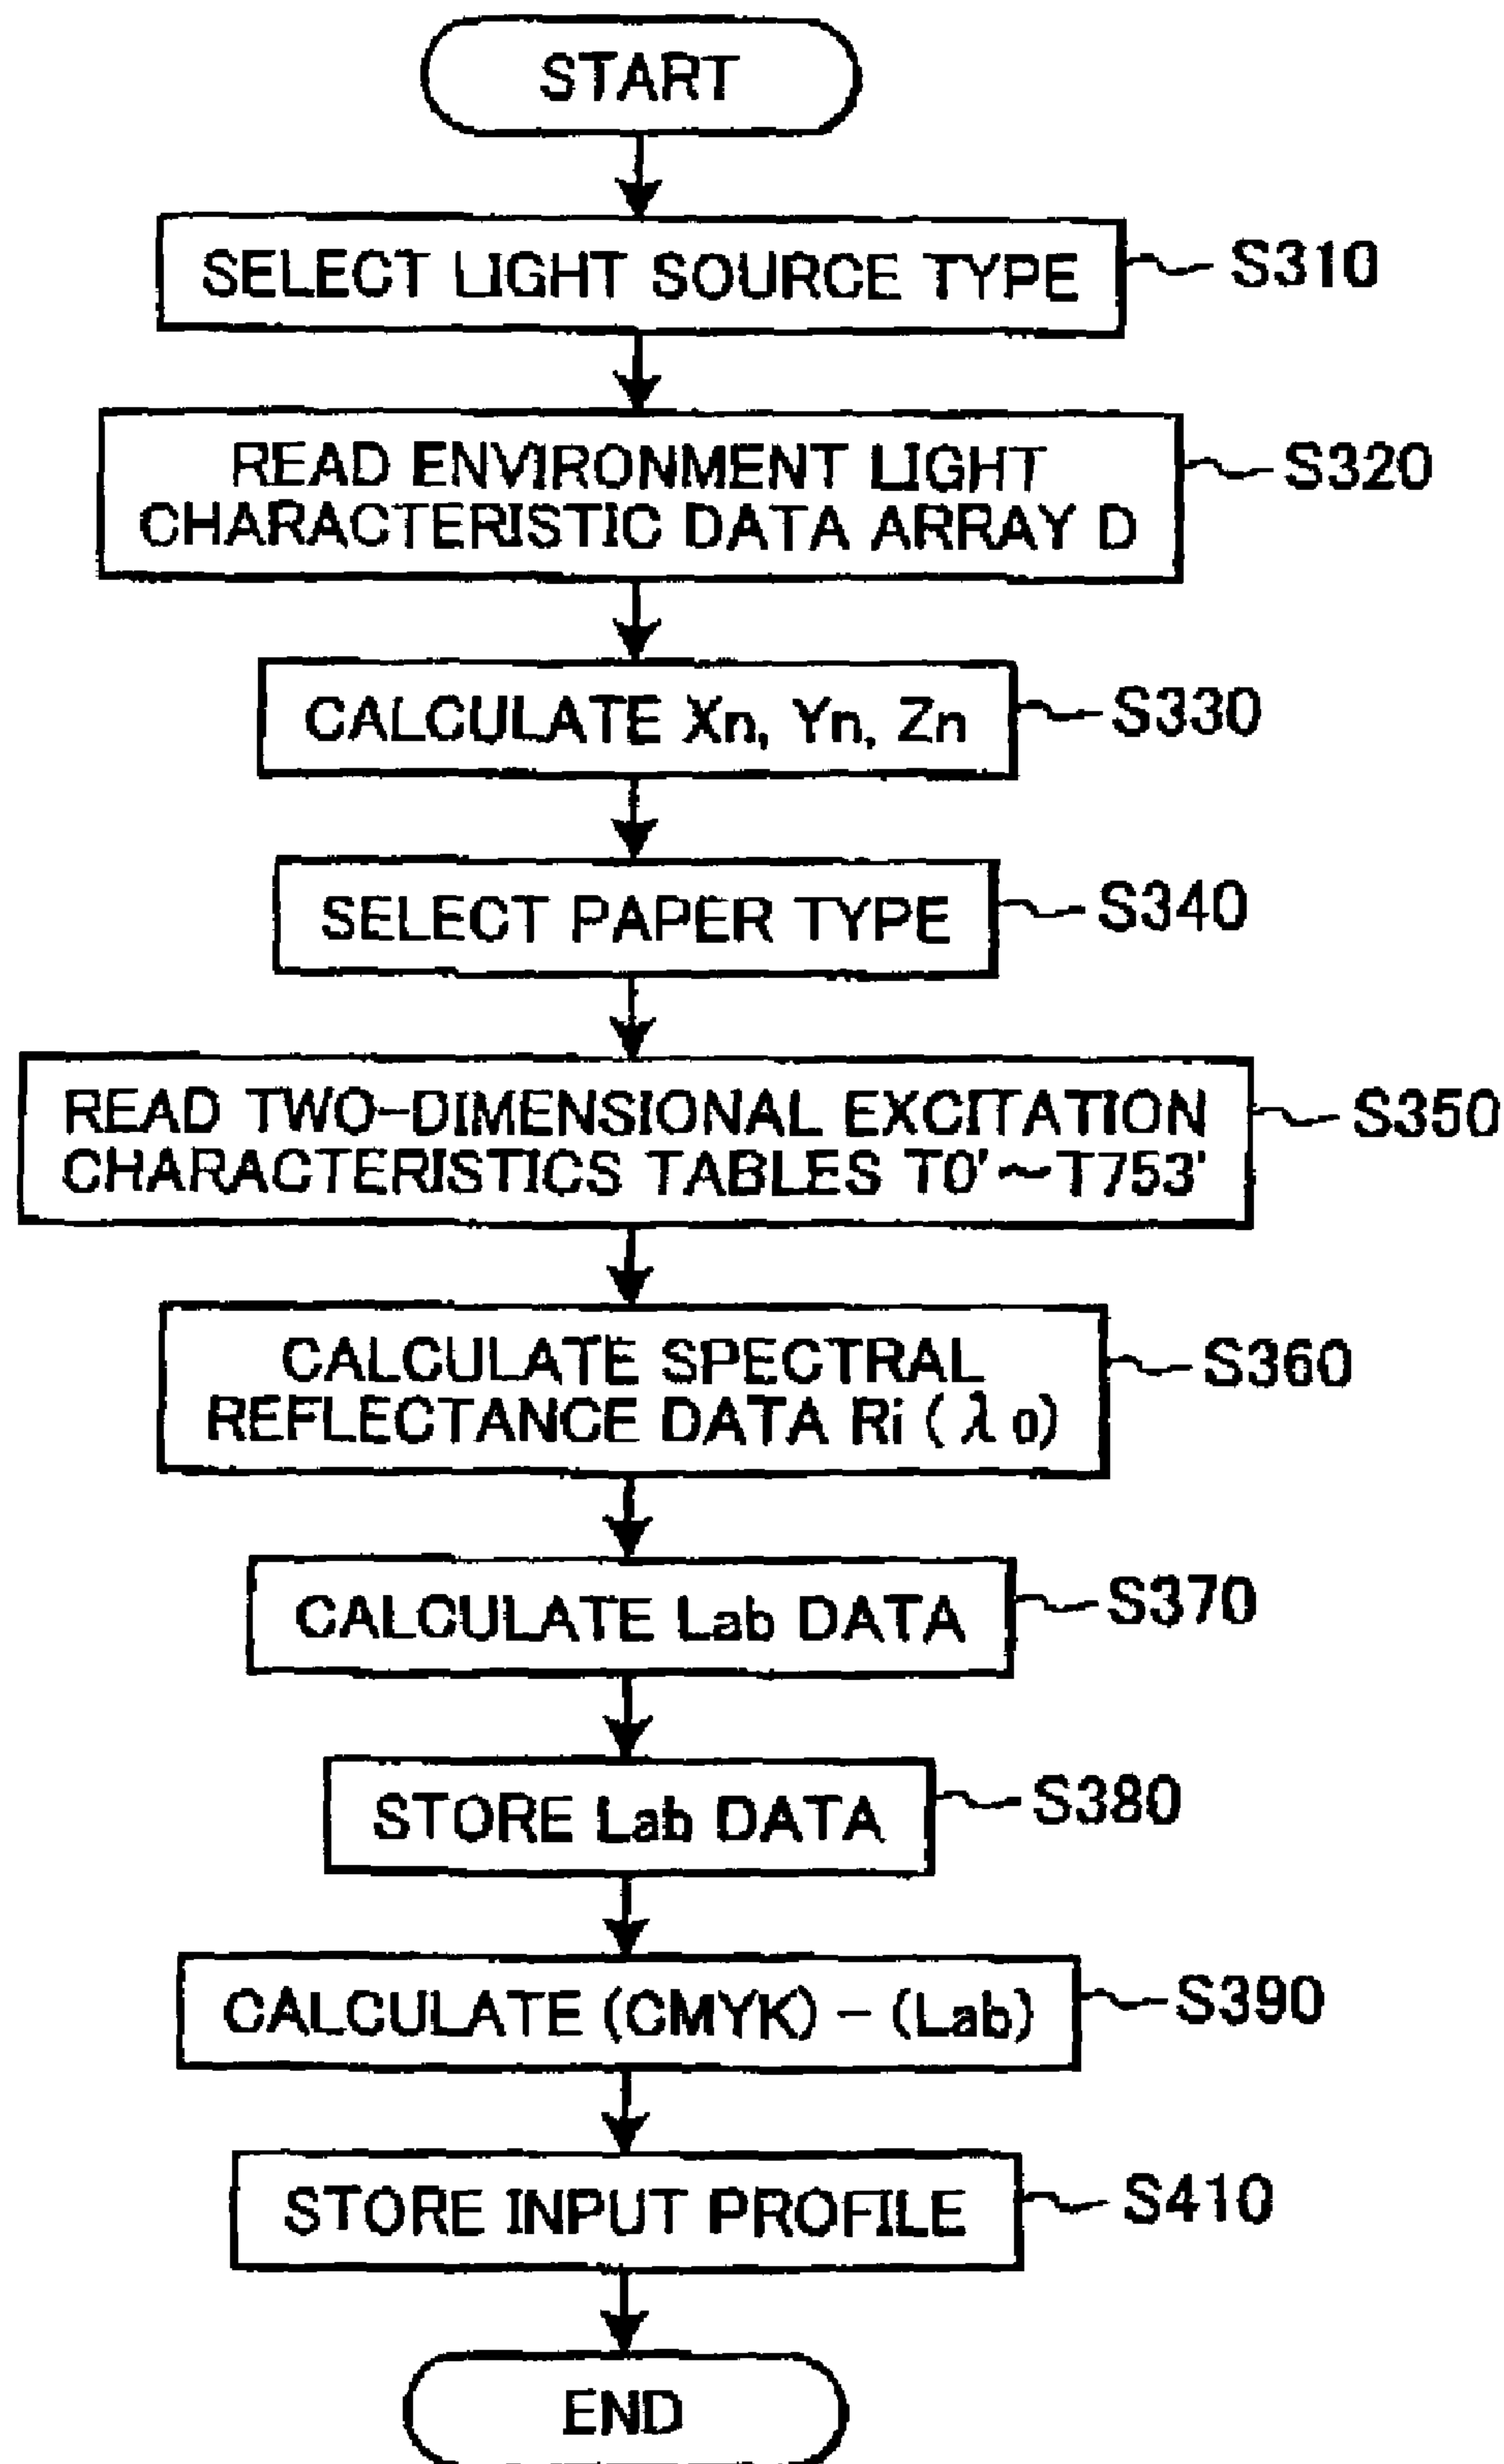 START
SELECT LIGHT SOURCE TYPE S310
READ ENVIRONMENT LIGHT S320
CHARACTERISTIC DATA ARRAY D
CALCULATE Xn, Yn, Zn S330
SELECT PAPER TYPE S340
READ TWO-DIMENSIONAL EXCITATION S350
CHARACTERISTICS TABLES T0'～T753'
CALCULATE SPECTRAL S360
REFLECTANCE DATA Ri (λ0)
CALCULATE Lab DATA S370
STORE Lab DATA S380
CALCULATE (CMYK) - (Lab) S390
STORE INPUT PROFILE S410
END